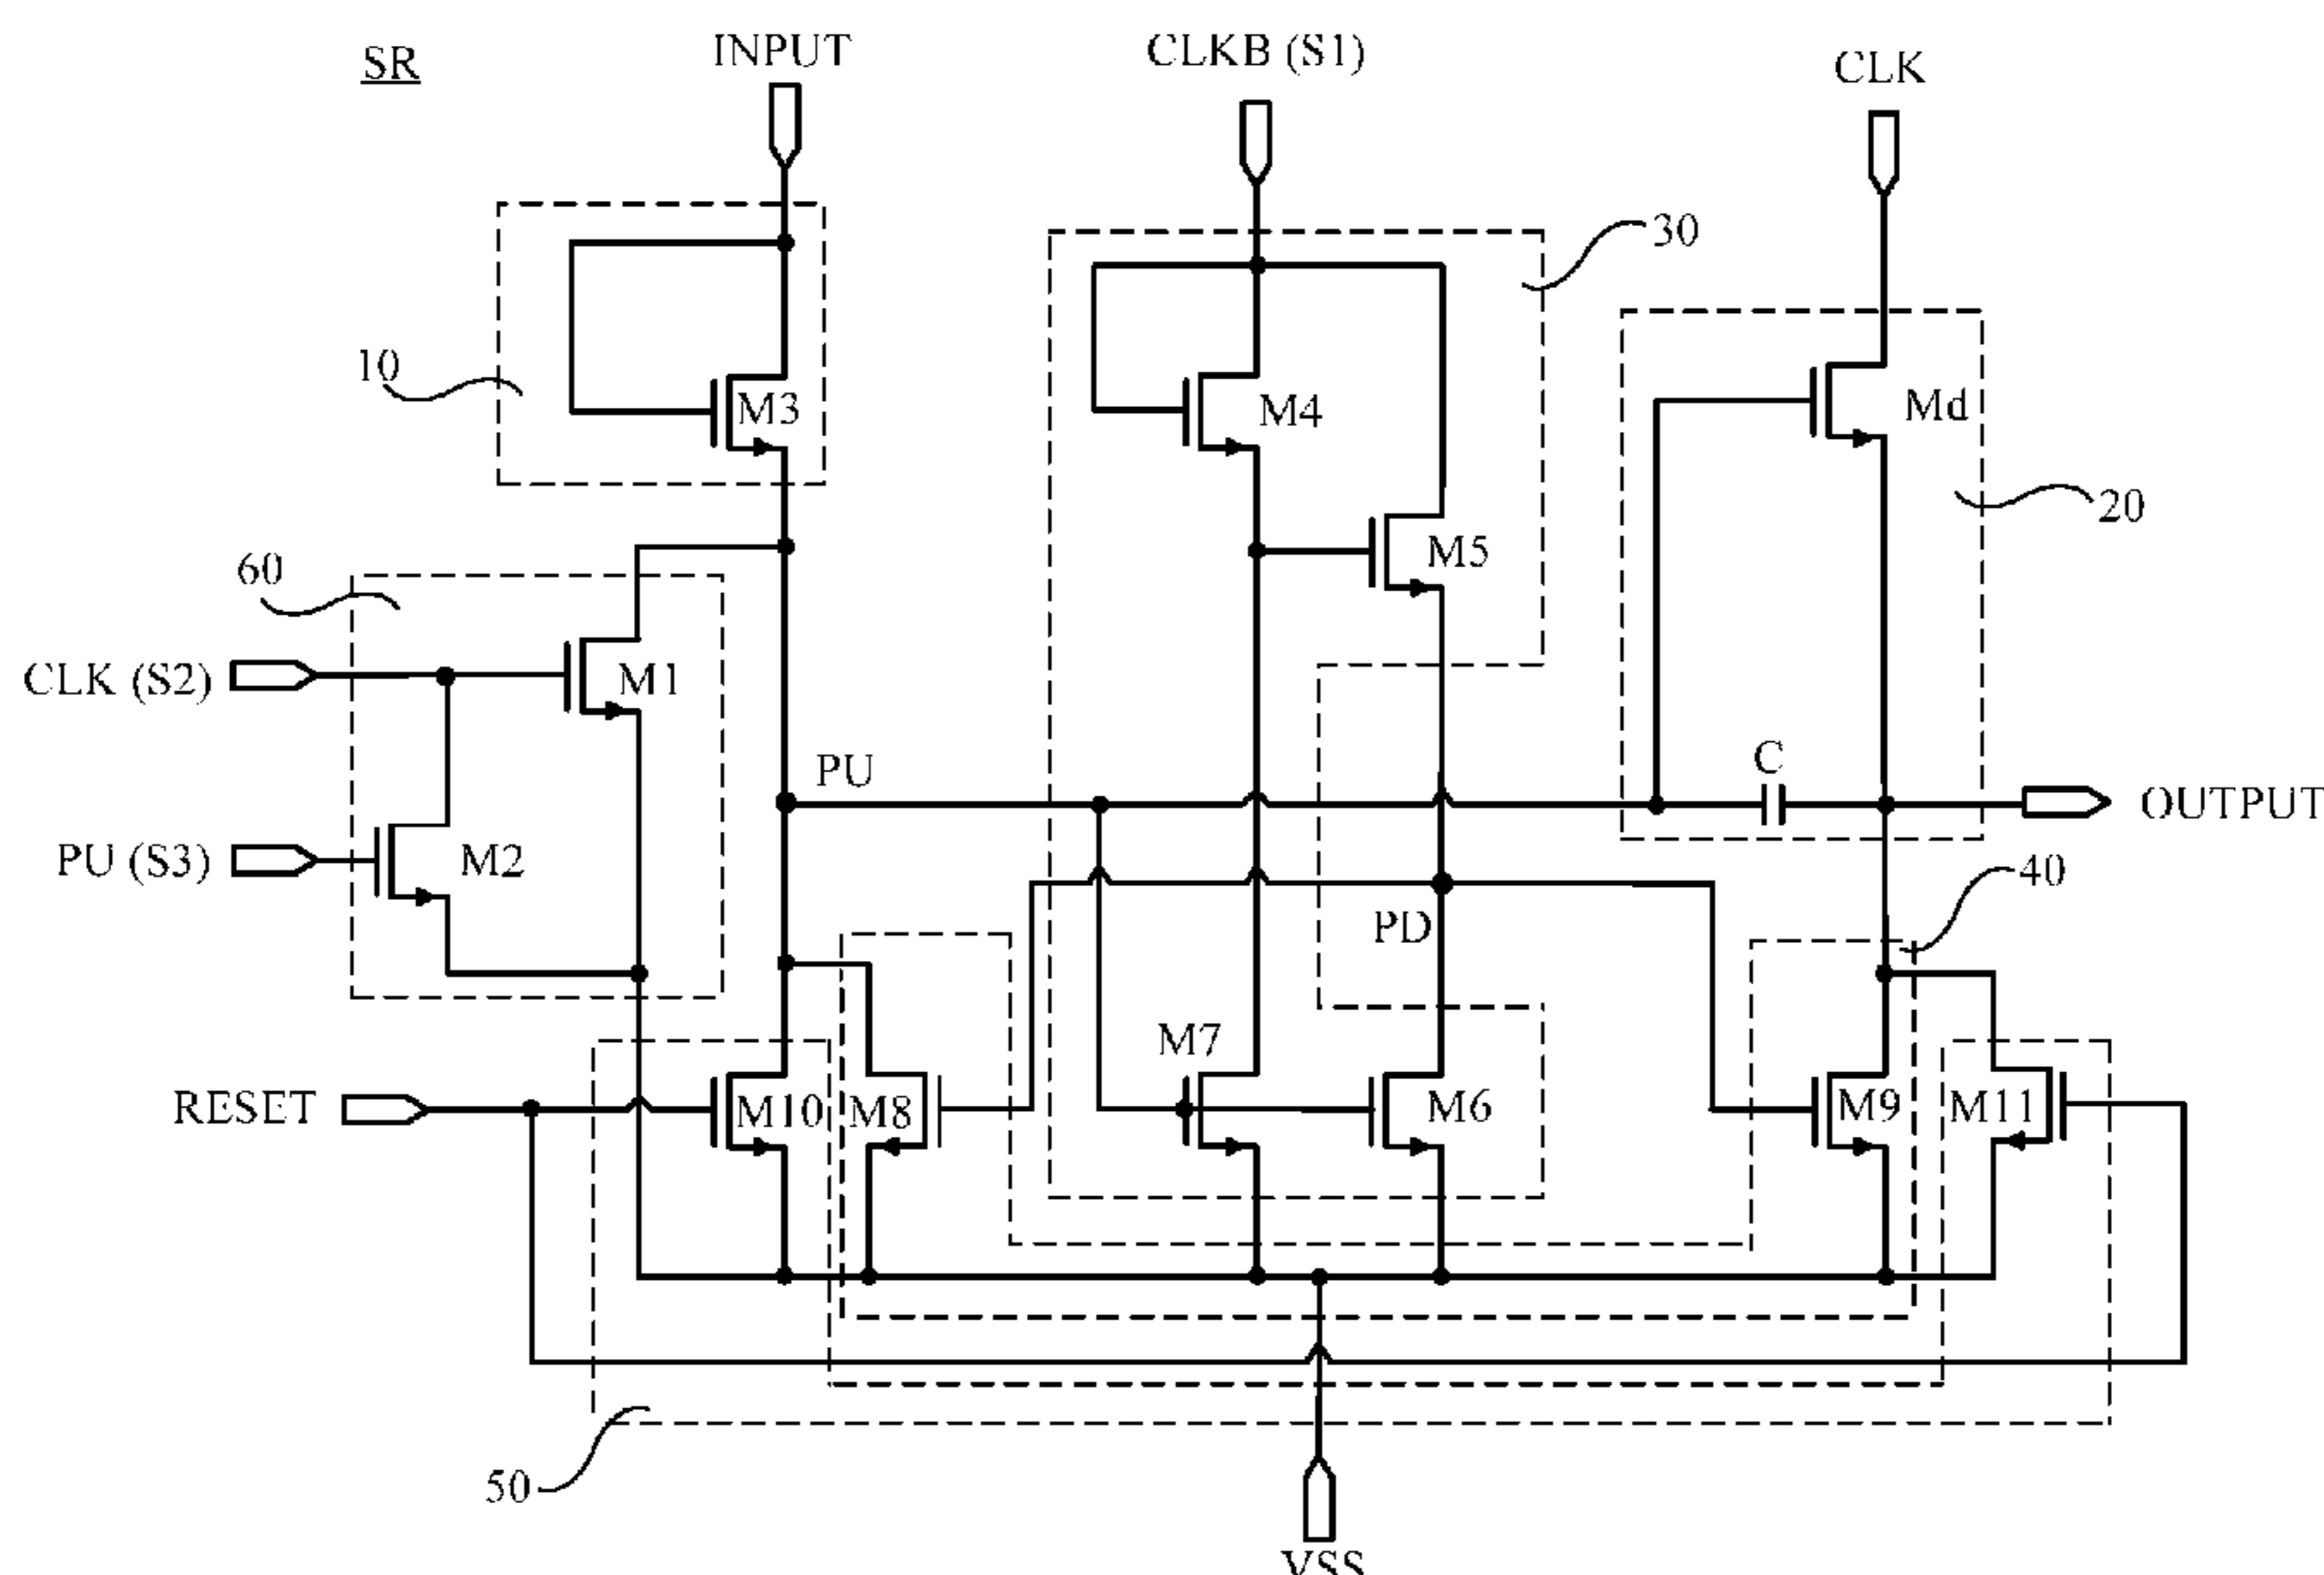 SR
INPUT
CLKB (S1)
CLK
30
10
M3
M4
Md
20
M5
60
CLK (S2)
M1
PU
C
OUTPUT
PU (S3)
M2
40
PD
M7
RESET
M10
M8
M6
M9
M11
50
VSS